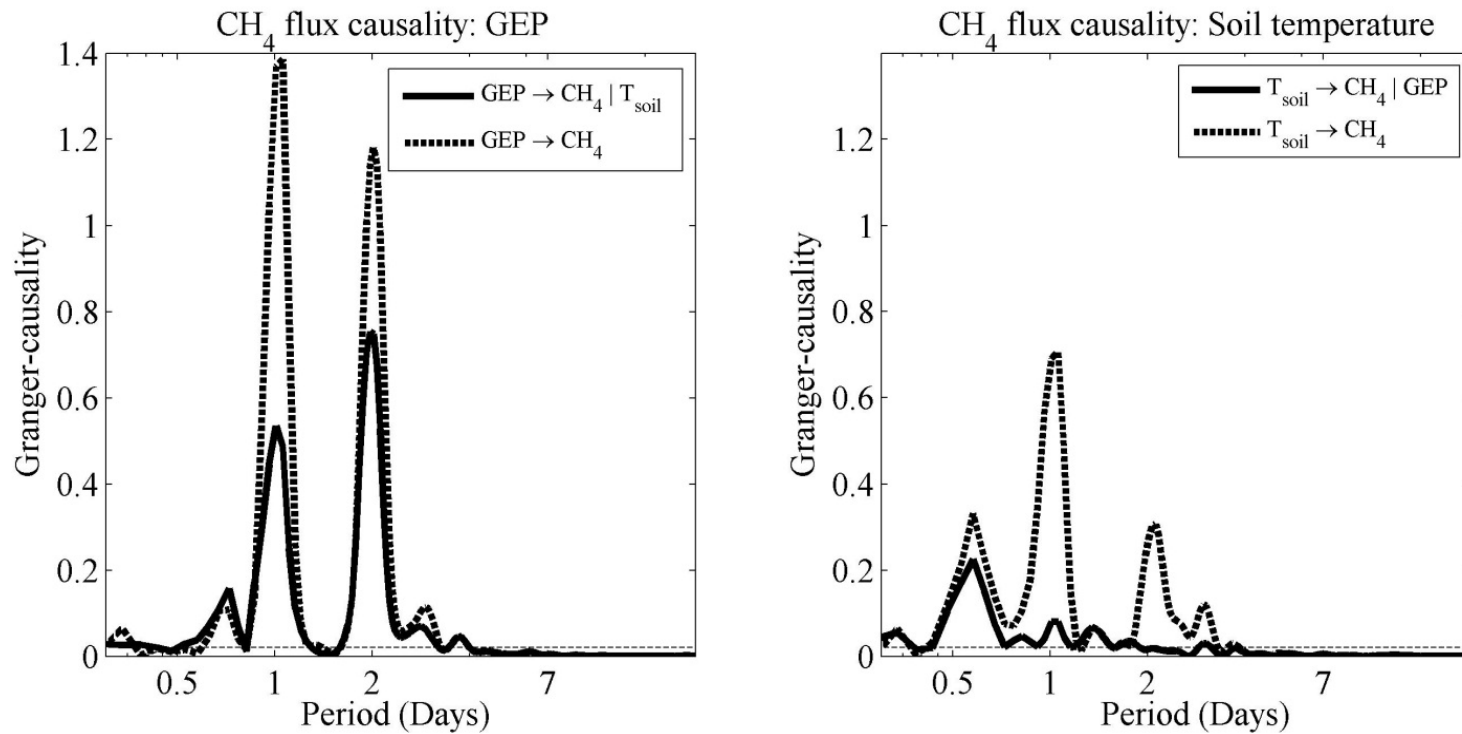 CH4 flux causality: GEP
1.4
1.2
1
0.8
0.6
0.4
0.2
0
Granger-causality
GEP → CH4 | Tsoil
GEP → CH4
0.5 1 2 7
Period (Days)
CH4 flux causality: Soil temperature
1.2
1
0.8
0.6
0.4
0.2
0
Granger-causality
Tsoil → CH4 | GEP
Tsoil → CH4
0.5 1 2 7
Period (Days)